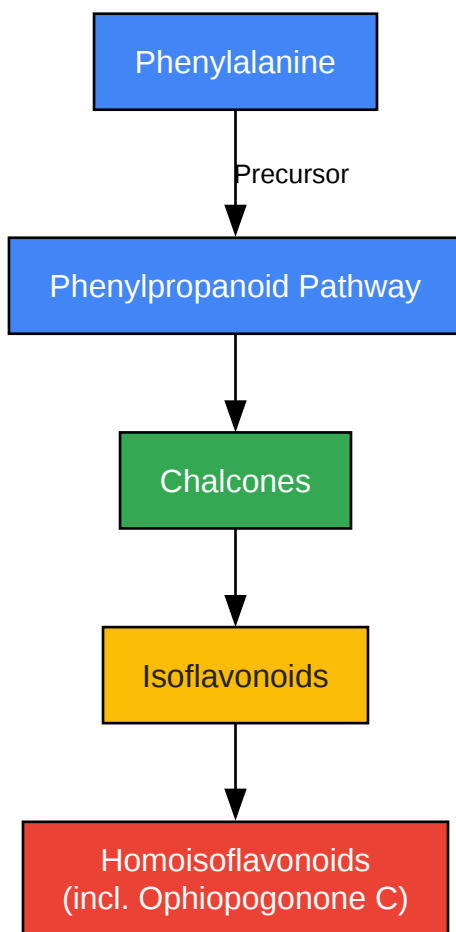 Phenylalanine
Precursor
Phenylpropanoid Pathway
Chalcones
Isoflavonoids
Homoisoflavonoids
(incl. Ophiopogonone C)